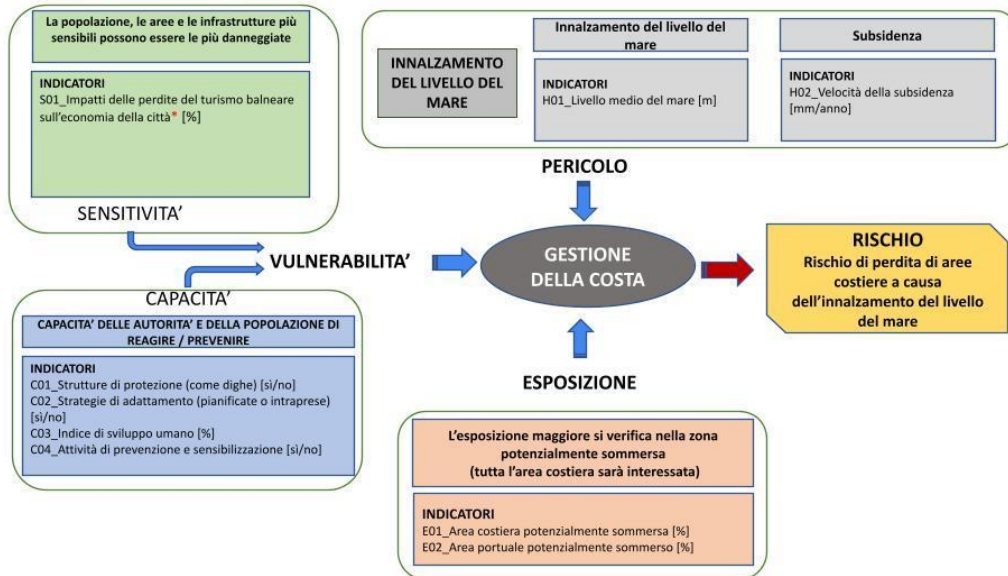 La popolazione, le aree e le infrastrutture più
sensibili possono essere le più danneggiate
INDICATORI
S01_Impatti delle perdite del turismo balneare
sull'economia della città* [%]
SENSITIVITA'
INNALZAMENTO
DEL LIVELLO DEL
MARE
Innalzamento del livello del
mare
INDICATORI
H01_Livello medio del mare [m]
Subsidenza
INDICATORI
H02_Velocità della subsidenza
[mm/anno]
PERICOLO
VULNERABILITA'
GESTIONE
DELLA COSTA
RISCHIO
Rischio di perdita di aree
costiere a causa
dell'innalzamento del livello
del mare
CAPACITA'
CAPACITA' DELLE AUTORITA' E DELLA POPOLAZIONE DI
REAGIRE / PREVENIRE
INDICATORI
C01_Strutture di protezione (come dighe) [sì/no]
C02_Strategie di adattamento (pianificate o intraprese)
[sì/no]
C03_Indice di sviluppo umano [%]
C04_Attività di prevenzione e sensibilizzazione [sì/no]
ESPOSIZIONE
L'esposizione maggiore si verifica nella zona
potenzialmente sommersa
(tutta l'area costiera sarà interessata)
INDICATORI
E01_Area costiera potenzialmente sommersa [%]
E02_Area portuale potenzialmente sommerso [%]